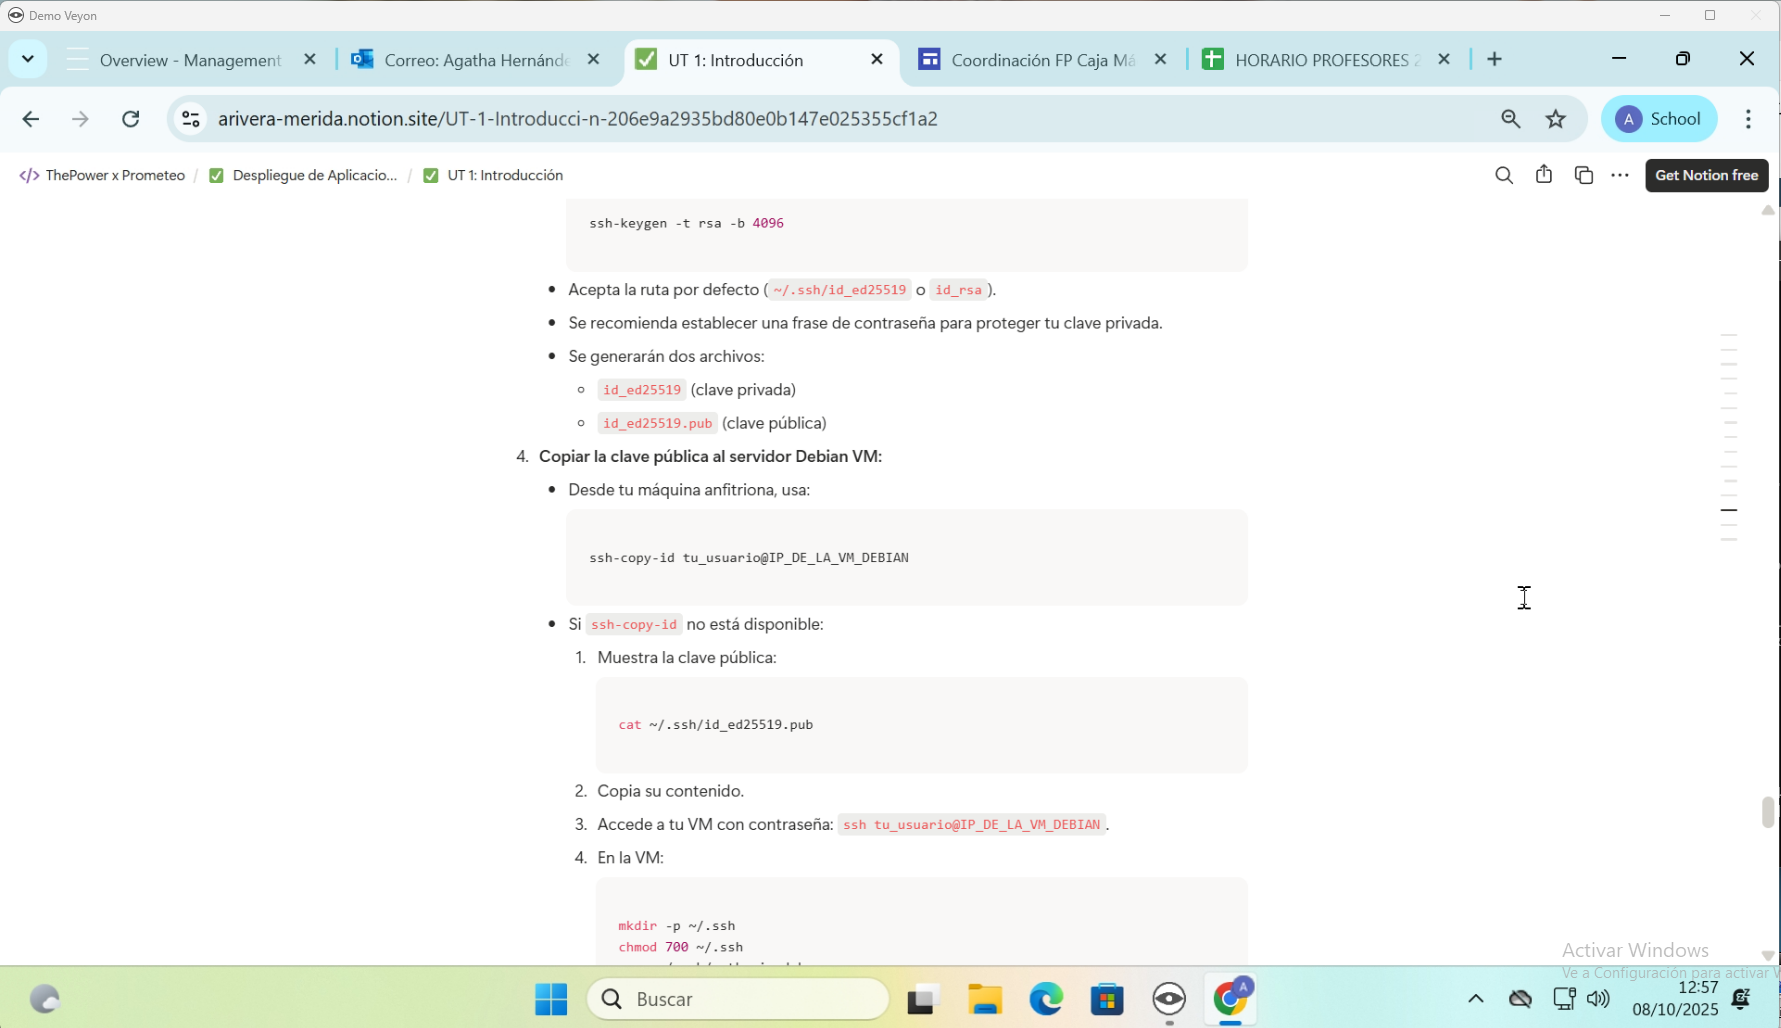 Demo Veyon
Overview - Management
Correo: Agatha Hernánde
UT 1: Introducción
Coordinación FP Caja Má
HORARIO PROFESORES 2
arivera-merida.notion.site/UT-1-Introducci-n-206e9a2935bd80e0b147e025355cf1a2
A School
ThePower x Prometeo / Despliegue de Aplicacio... / UT 1: Introducción
Get Notion free
ssh-keygen -t rsa -b 4096
• Acepta la ruta por defecto ( ~/.ssh/id_ed25519 o id_rsa ).
• Se recomienda establecer una frase de contraseña para proteger tu clave privada.
• Se generarán dos archivos:
◦ id_ed25519 (clave privada)
◦ id_ed25519.pub (clave pública)
4. Copiar la clave pública al servidor Debian VM:
• Desde tu máquina anfitriona, usa:
ssh-copy-id tu_usuario@IP_DE_LA_VM_DEBIAN
• Si ssh-copy-id no está disponible:
1. Muestra la clave pública:
cat ~/.ssh/id_ed25519.pub
2. Copia su contenido.
3. Accede a tu VM con contraseña: ssh tu_usuario@IP_DE_LA_VM_DEBIAN .
4. En la VM:
mkdir -p ~/.ssh
chmod 700 ~/.ssh
Activar Windows
Ve a Configuración para activar W
Buscar
A
12:57
08/10/2025